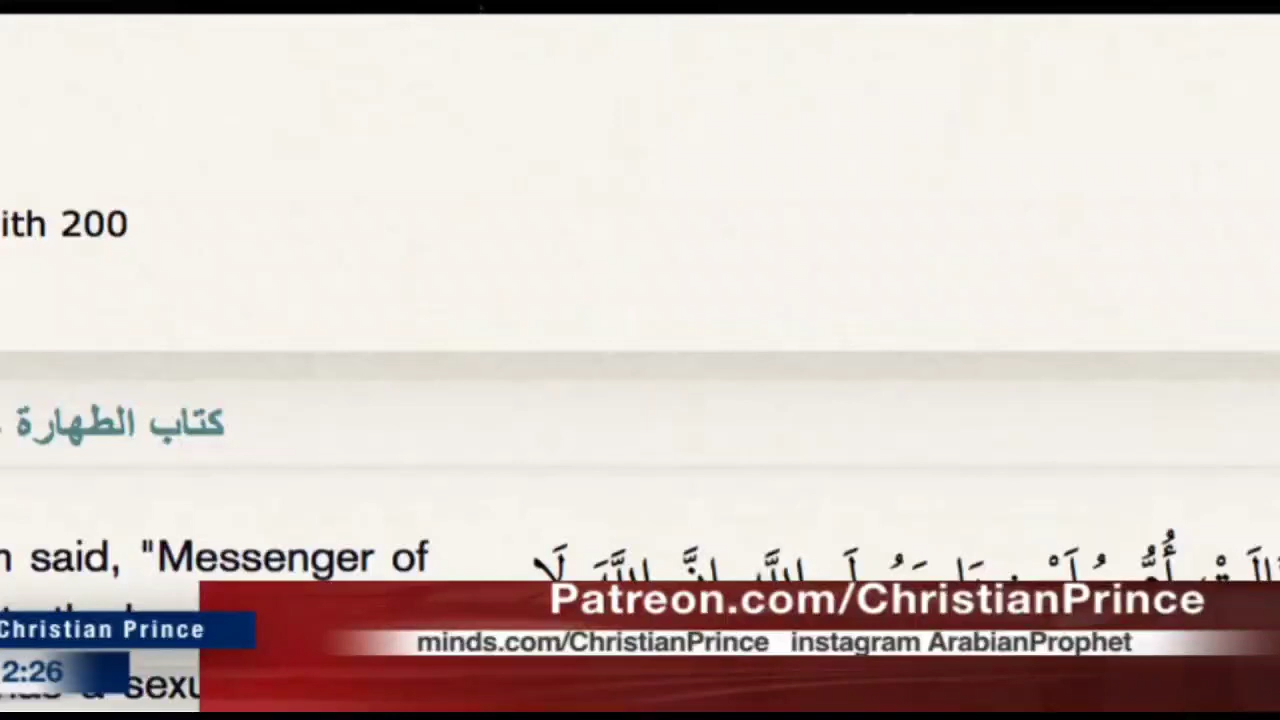 ith 200
كتاب الطهارة
said, "Messenger of
Patreon.com/ChristianPrince
Christian Prince
minds.com/ChristianPrince instagram ArabianProphet
2:26
a sexu